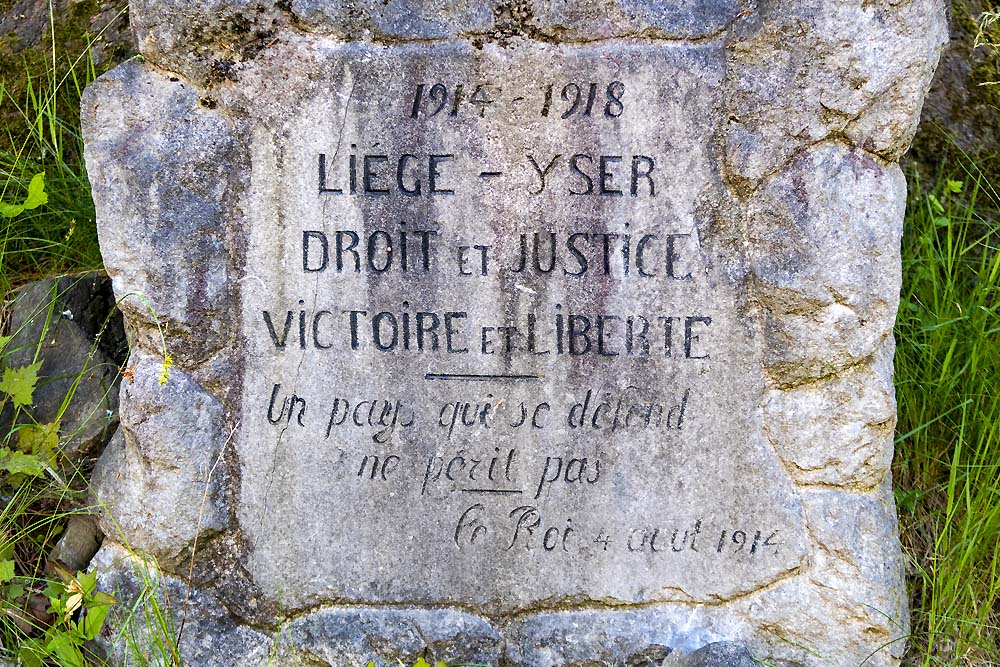 1914 - 1918
LIÉGE - YSER
DROIT ET JUSTICE
VICTOIRE ET LIBERTE
Un pays qui se défend
ne périt pas
Le Roi 4 aout 1914